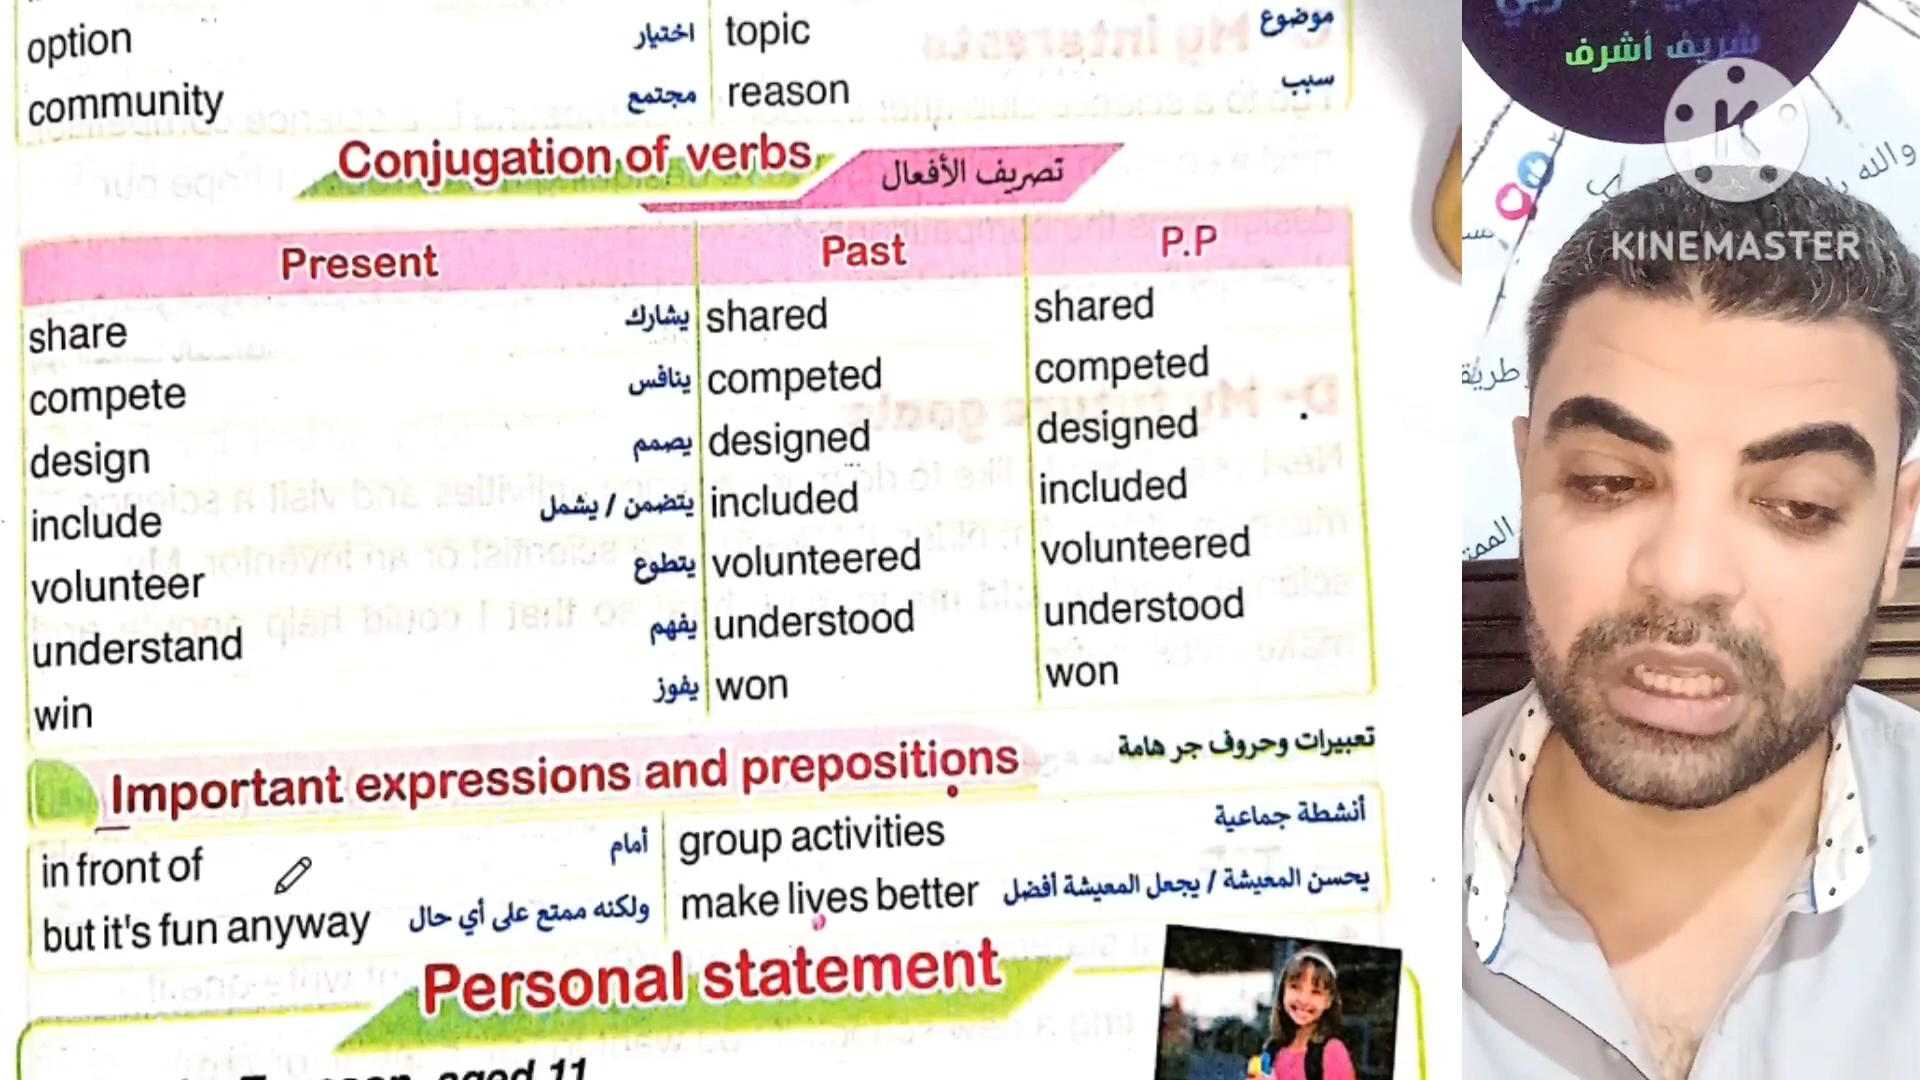 option اختيار topic موضوع
community مجتمع reason سبب
Conjugation of verbs تصريف الأفعال
Present Past P.P
share يشارك shared shared
compete ينافس competed competed
design يصمم designed designed
include يتضمن / يشمل included included
volunteer يتطوع volunteered volunteered
understand يفهم understood understood
win يفوز won won
Important expressions and prepositions تعبيرات وحروف جر هامة
in front of أمام group activities أنشطة جماعية
but it's fun anyway ولكنه ممتع على أي حال make lives better يحسن المعيشة / يجعل المعيشة أفضل
Personal statement
aged 11
شريف أشرف
KINEMASTER
والله